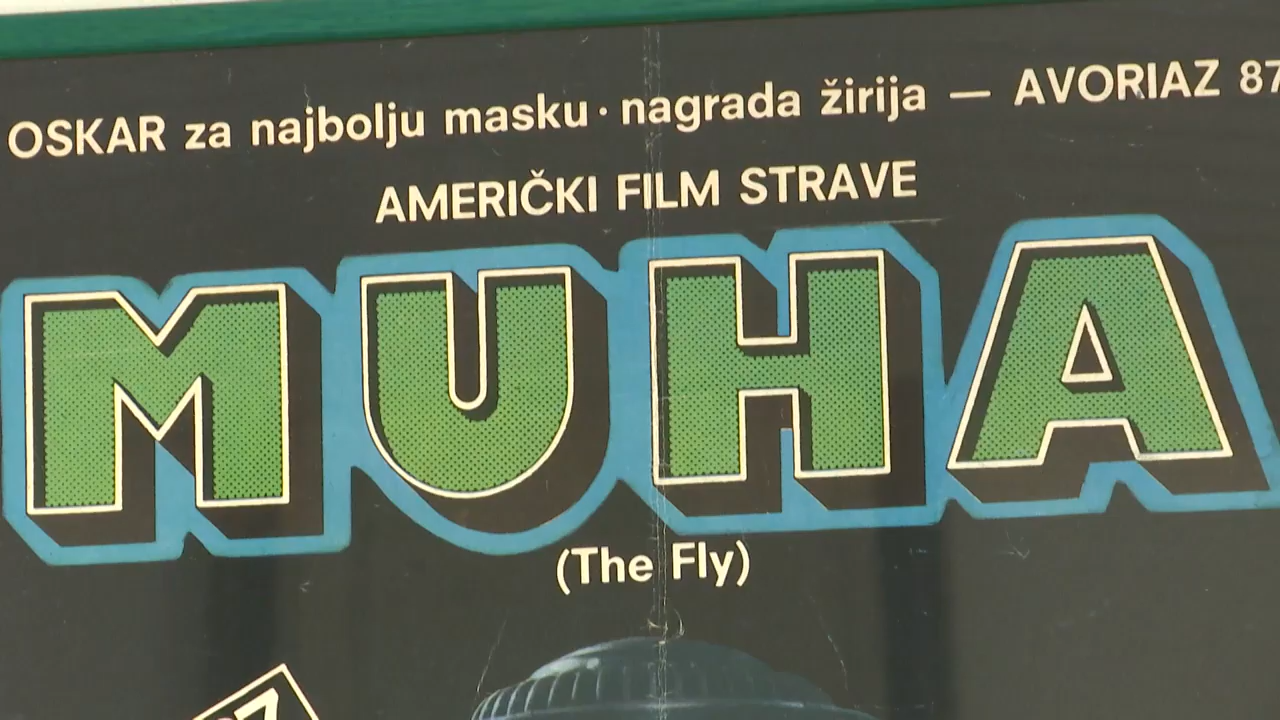 OSKAR za najbolju masku · nagrada žirija — AVORIAZ 87
AMERIČKI FILM STRAVE
MUHA
(The Fly)